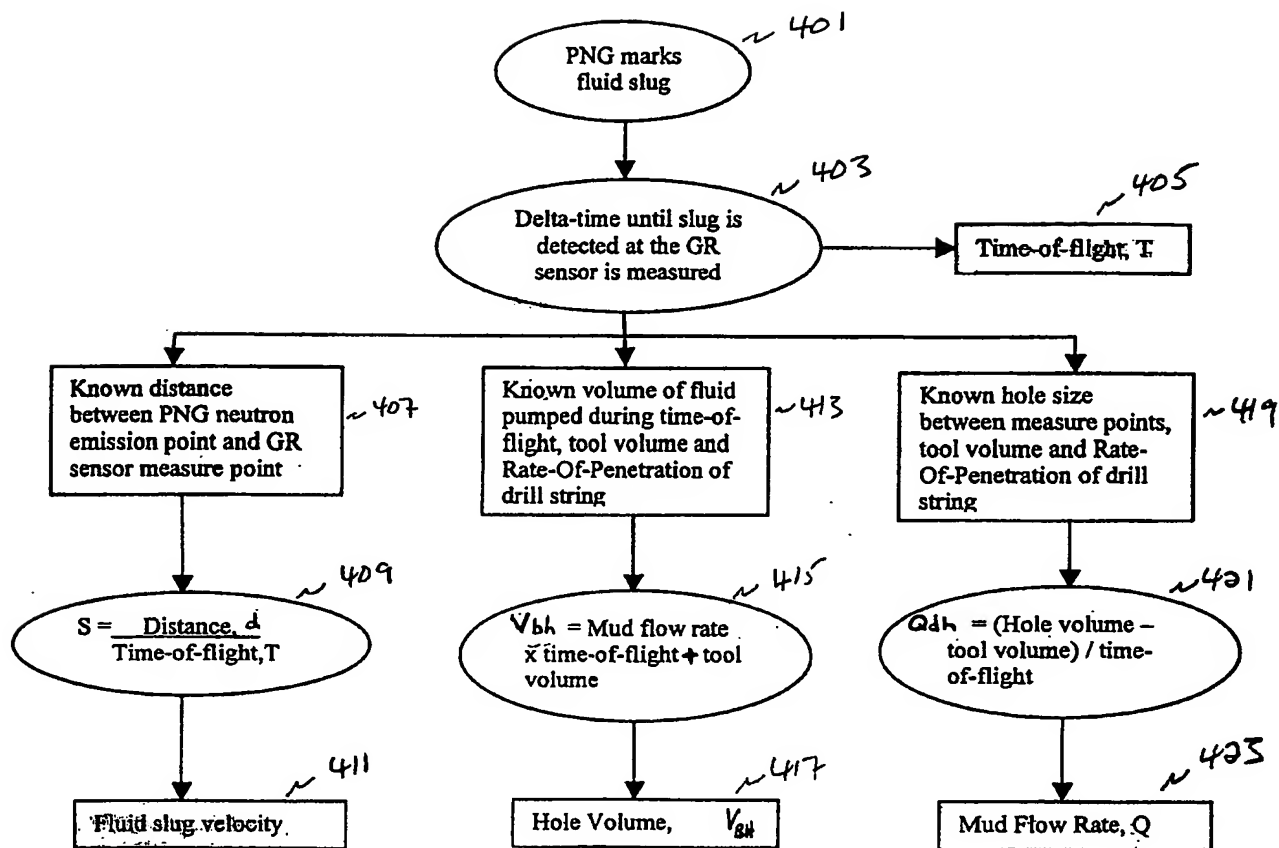 PNG marks
fluid slug
401
Delta-time until slug is
detected at the GR
sensor is measured
403
Time-of-flight, T
405
Known distance
between PNG neutron
emission point and GR
sensor measure point
407
Known volume of fluid
pumped during time-of-
flight, tool volume and
Rate-Of-Penetration of
drill string
413
Known hole size
between measure points,
tool volume and Rate-
Of-Penetration of drill
string
419
S = Distance, d
Time-of-flight,T
409
Vbh = Mud flow rate
x time-of-flight + tool
volume
415
Qdh = (Hole volume –
tool volume) / time-
of-flight
421
Fluid slug velocity
411
Hole Volume, VBH
417
Mud Flow Rate, Q
423